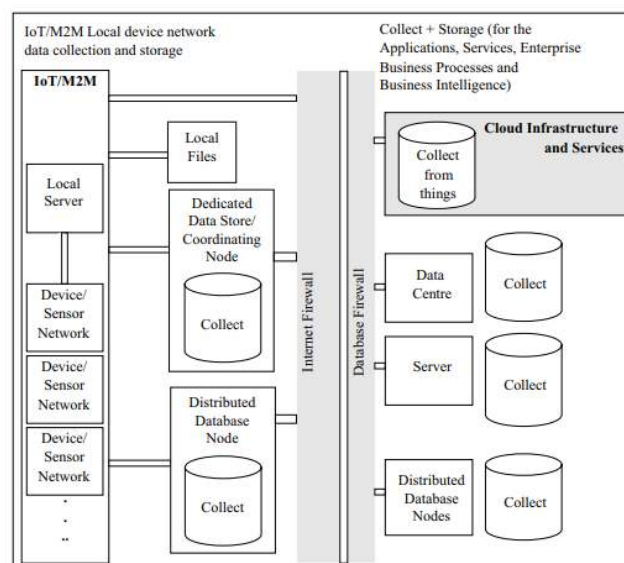 IoT/M2M Local device network
data collection and storage
IoT/M2M
Local
Server
Device/
Sensor
Network
Device/
Sensor
Network
Device/
Sensor
Network
.
.
..
Local
Files
Dedicated
Data Store/
Coordinating
Node
Collect
Distributed
Database
Node
Collect
Internet Firewall
Database Firewall
Collect + Storage (for the
Applications, Services, Enterprise
Business Processes and
Business Intelligence)
Cloud Infrastructure
and Services
Collect
from
things
Data
Centre
Collect
Server
Collect
Distributed
Database
Nodes
Collect